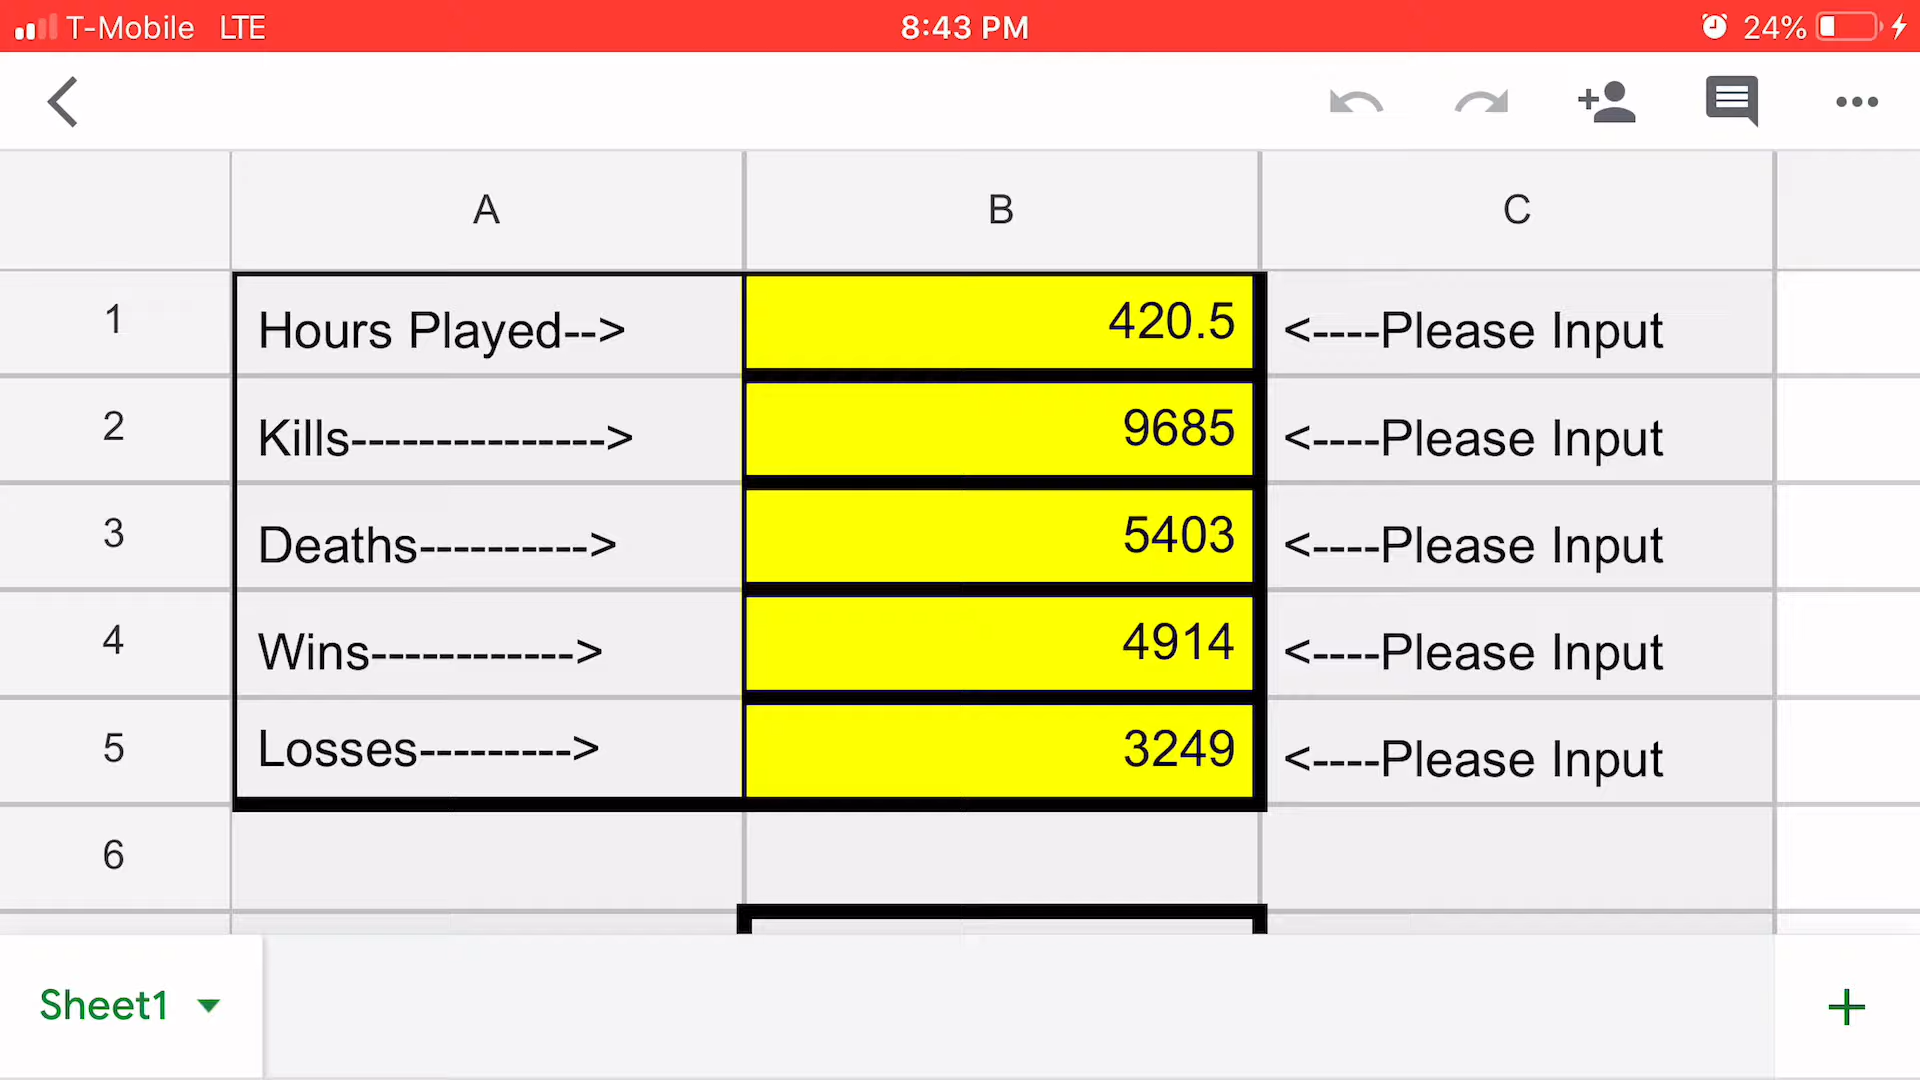 T-Mobile LTE 8:43 PM 24%
A B C
1 Hours Played--> 420.5 <----Please Input
2 Kills---------------> 9685 <----Please Input
3 Deaths----------> 5403 <----Please Input
4 Wins------------> 4914 <----Please Input
5 Losses---------> 3249 <----Please Input
6
Sheet1